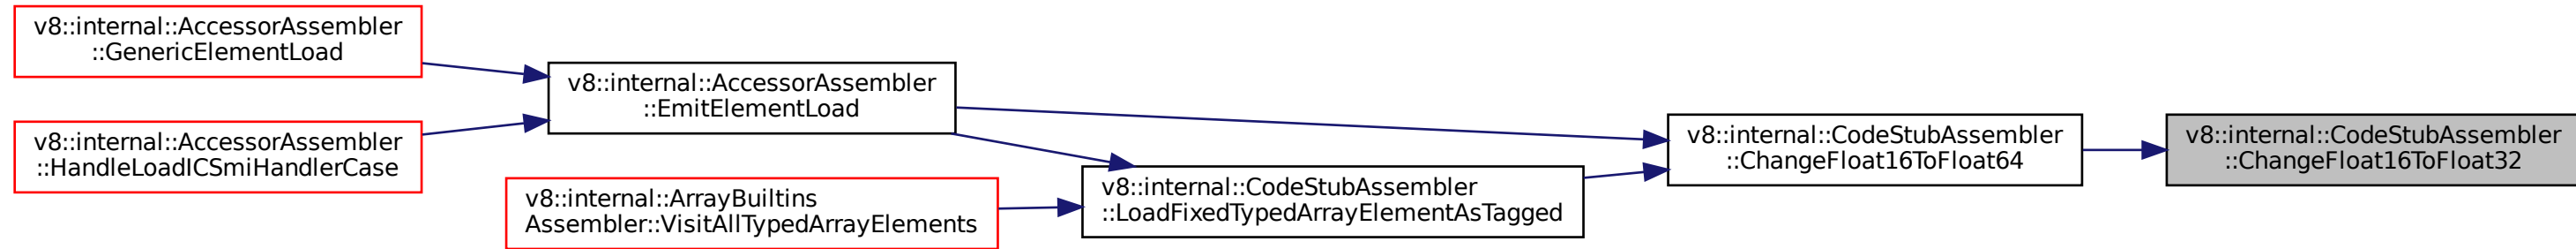 v8::internal::AccessorAssembler
::GenericElementLoad
v8::internal::AccessorAssembler
::HandleLoadICSmiHandlerCase
v8::internal::AccessorAssembler
::EmitElementLoad
v8::internal::ArrayBuiltins
Assembler::VisitAllTypedArrayElements
v8::internal::CodeStubAssembler
::LoadFixedTypedArrayElementAsTagged
v8::internal::CodeStubAssembler
::ChangeFloat16ToFloat64
v8::internal::CodeStubAssembler
::ChangeFloat16ToFloat32